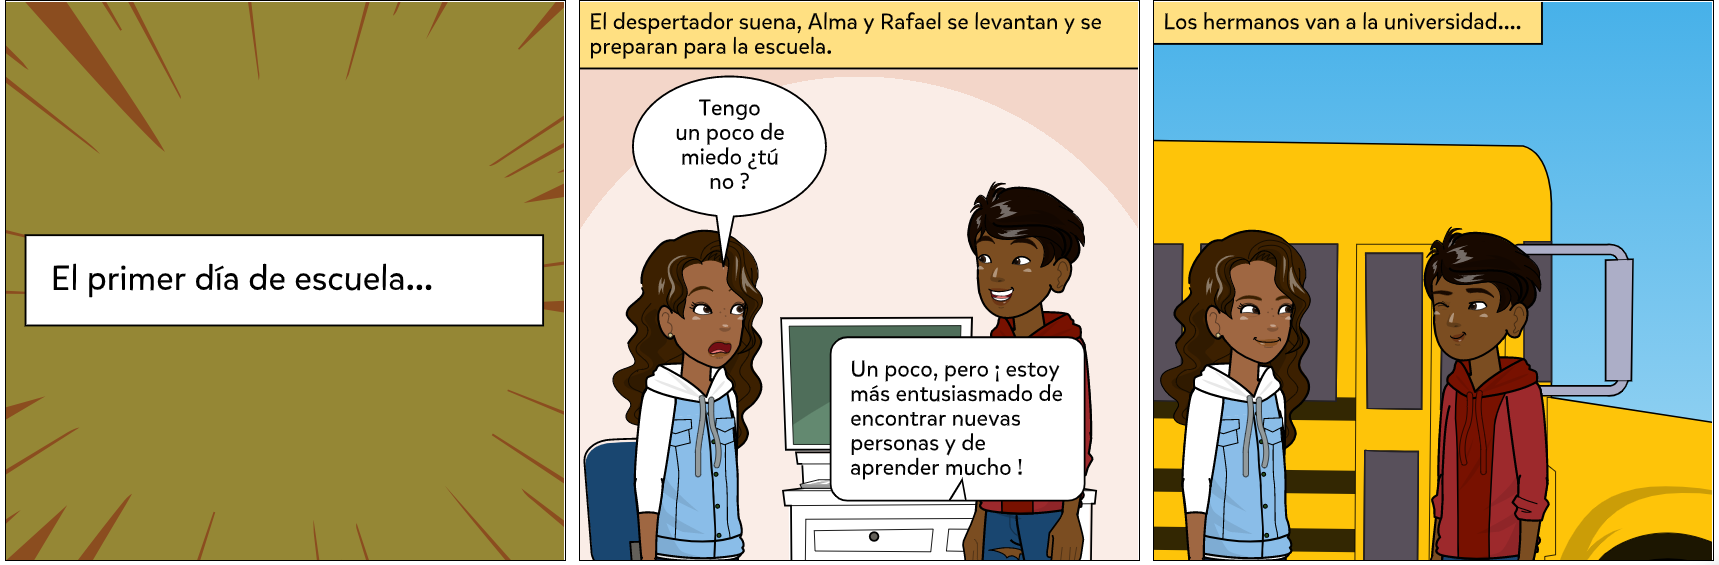 El primer día de escuela...
El despertador suena, Alma y Rafael se levantan y se
preparan para la escuela.
Tengo
un poco de
miedo ¿tú
no ?
Un poco, pero ¡ estoy
más entusiasmado de
encontrar nuevas
personas y de
aprender mucho !
Los hermanos van a la universidad....